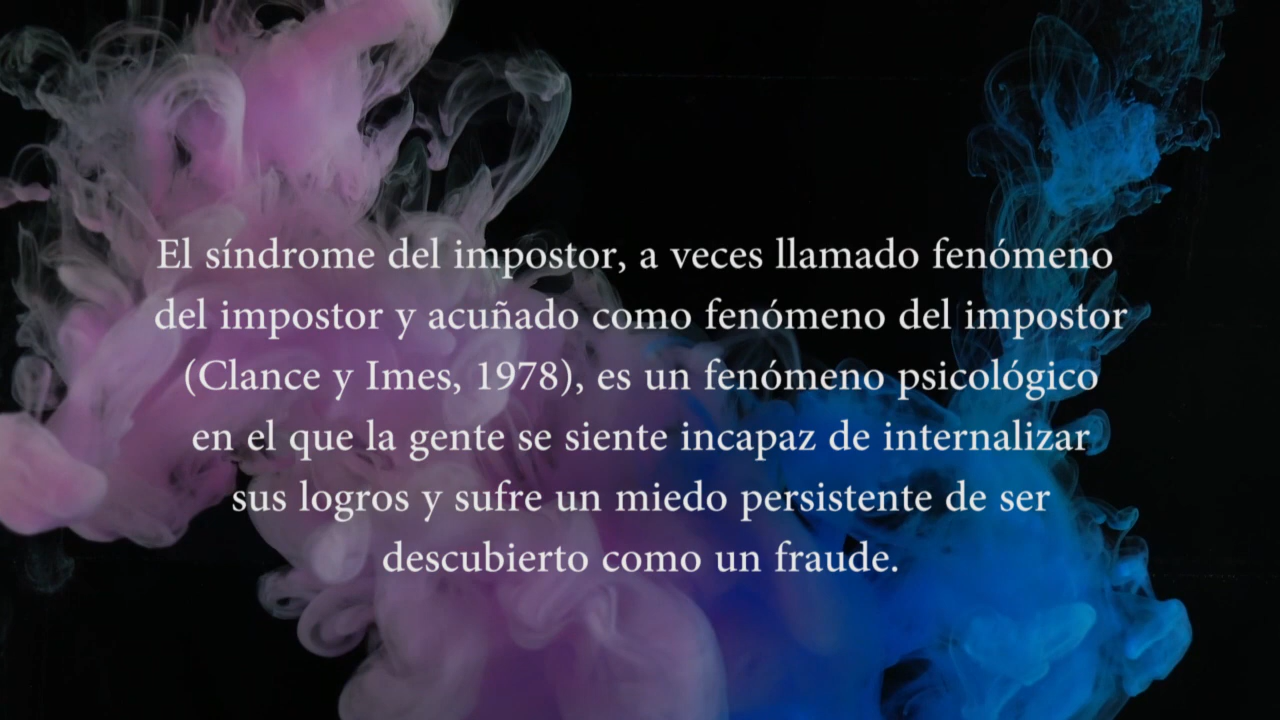 El síndrome del impostor, a veces llamado fenómeno
del impostor y acuñado como fenómeno del impostor
(Clance y Imes, 1978), es un fenómeno psicológico
en el que la gente se siente incapaz de internalizar
sus logros y sufre un miedo persistente de ser
descubierto como un fraude.